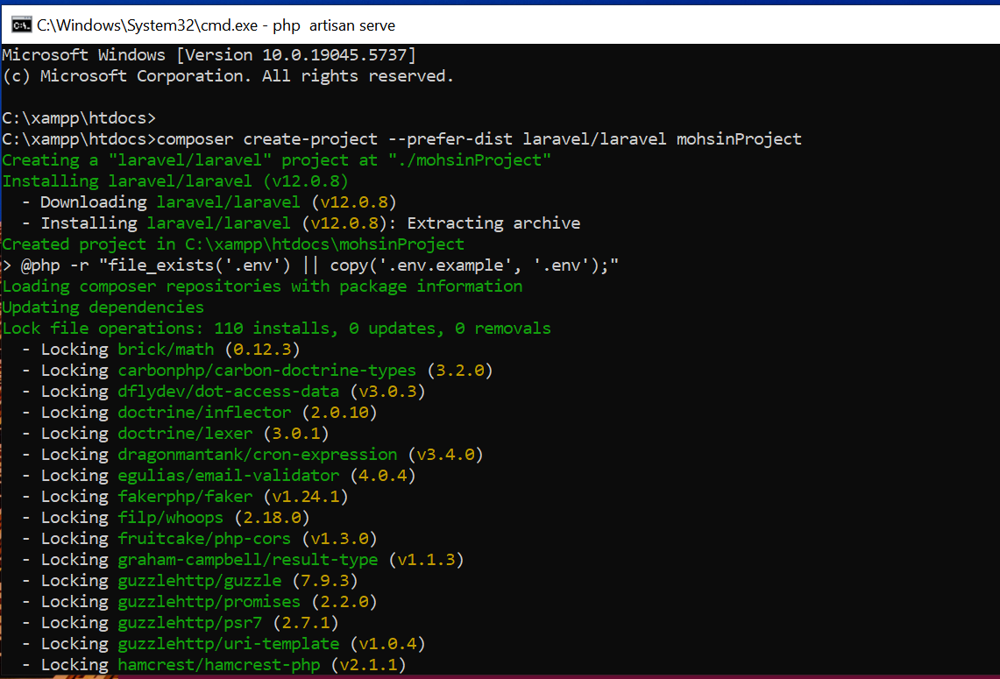 C:\Windows\System32\cmd.exe - php  artisan serve
Microsoft Windows [Version 10.0.19045.5737]
(c) Microsoft Corporation. All rights reserved.
C:\xampp\htdocs>
C:\xampp\htdocs>composer create-project --prefer-dist laravel/laravel mohsinProject
Creating a "laravel/laravel" project at "./mohsinProject"
Installing laravel/laravel (v12.0.8)
  - Downloading laravel/laravel (v12.0.8)
  - Installing laravel/laravel (v12.0.8): Extracting archive
Created project in C:\xampp\htdocs\mohsinProject
> @php -r "file_exists('.env') || copy('.env.example', '.env');"
Loading composer repositories with package information
Updating dependencies
Lock file operations: 110 installs, 0 updates, 0 removals
  - Locking brick/math (0.12.3)
  - Locking carbonphp/carbon-doctrine-types (3.2.0)
  - Locking dflydev/dot-access-data (v3.0.3)
  - Locking doctrine/inflector (2.0.10)
  - Locking doctrine/lexer (3.0.1)
  - Locking dragonmantank/cron-expression (v3.4.0)
  - Locking egulias/email-validator (4.0.4)
  - Locking fakerphp/faker (v1.24.1)
  - Locking filp/whoops (2.18.0)
  - Locking fruitcake/php-cors (v1.3.0)
  - Locking graham-campbell/result-type (v1.1.3)
  - Locking guzzlehttp/guzzle (7.9.3)
  - Locking guzzlehttp/promises (2.2.0)
  - Locking guzzlehttp/psr7 (2.7.1)
  - Locking guzzlehttp/uri-template (v1.0.4)
  - Locking hamcrest/hamcrest-php (v2.1.1)